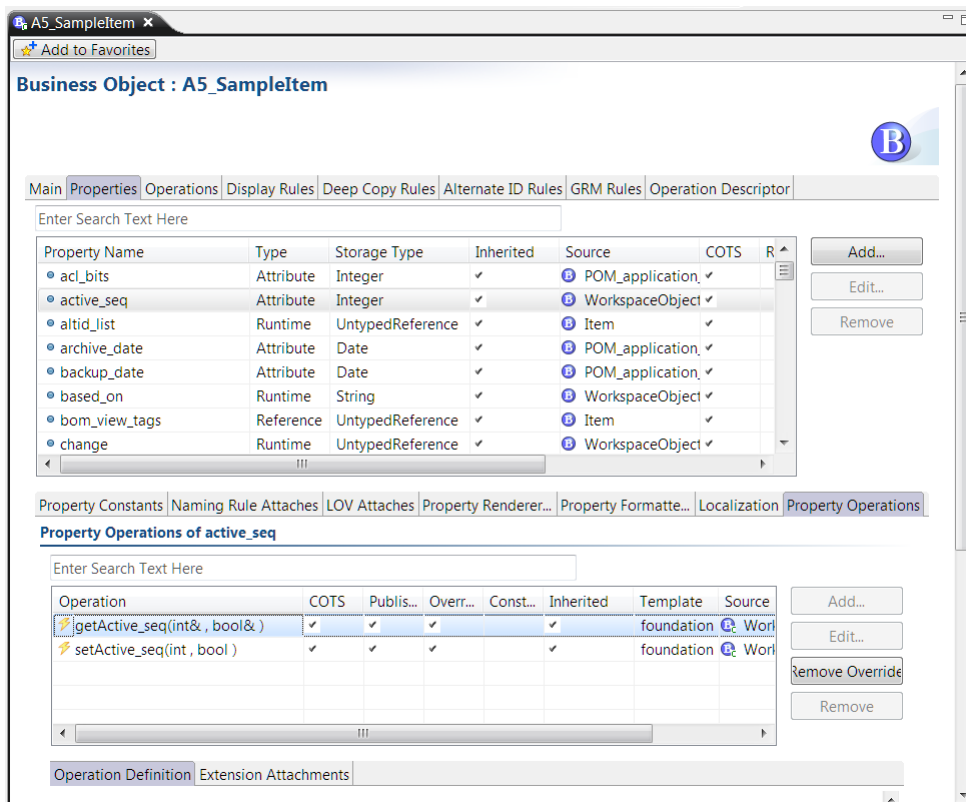 A5_SampleItem
Add to Favorites
Business Object : A5_SampleItem
B
Main Properties Operations Display Rules Deep Copy Rules Alternate ID Rules GRM Rules Operation Descriptor
Enter Search Text Here
Property Name Type Storage Type Inherited Source COTS R
acl_bits Attribute Integer ✔ B POM_application_ ✔
active_seq Attribute Integer ✔ B WorkspaceObject ✔
altid_list Runtime UntypedReference ✔ B Item ✔
archive_date Attribute Date ✔ B POM_application_ ✔
backup_date Attribute Date ✔ B POM_application_ ✔
based_on Runtime String ✔ B WorkspaceObject ✔
bom_view_tags Reference UntypedReference ✔ B Item ✔
change Runtime UntypedReference ✔ B WorkspaceObject ✔
Add...
Edit...
Remove
Property Constants Naming Rule Attaches LOV Attaches Property Renderer... Property Formatte... Localization Property Operations
Property Operations of active_seq
Enter Search Text Here
Operation COTS Publis... Overr... Const... Inherited Template Source
getActive_seq(int& , bool& ) ✔ ✔ ✔ ✔ foundation Work
setActive_seq(int , bool ) ✔ ✔ ✔ ✔ foundation Work
Add...
Edit...
Remove Override
Remove
Operation Definition Extension Attachments